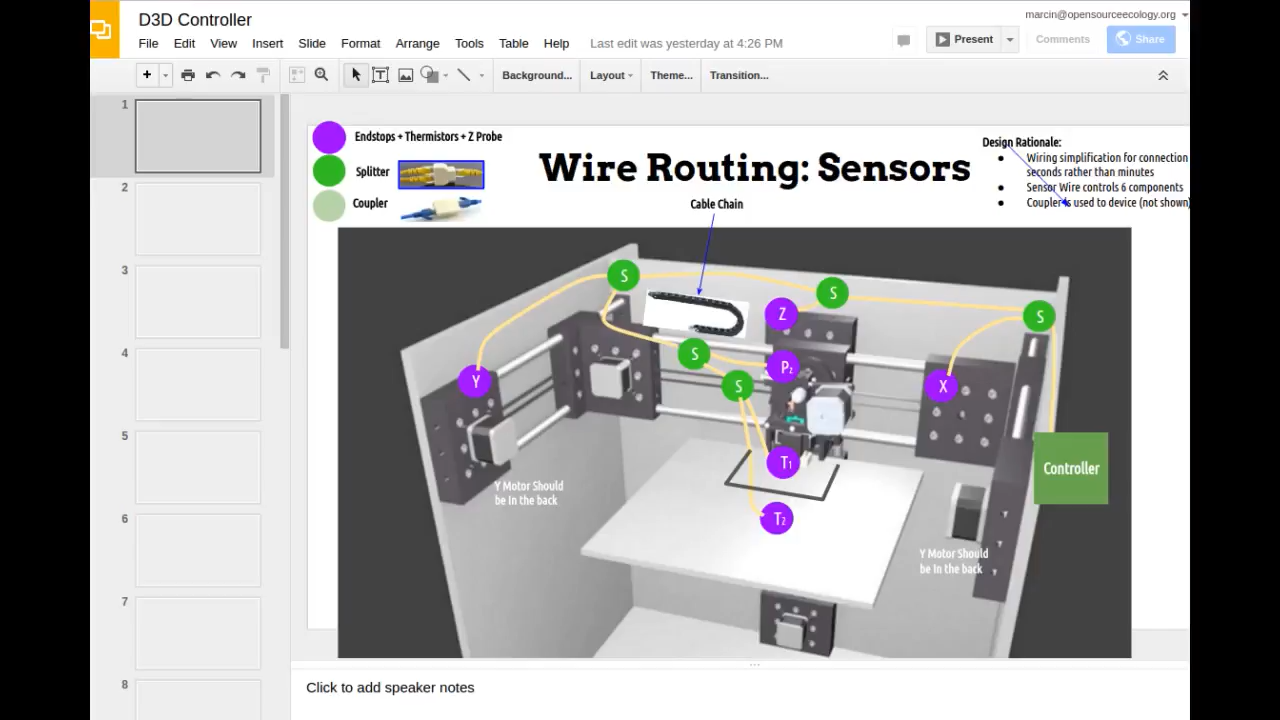 D3D Controller
marcin@opensourceecology.org
File Edit View Insert Slide Format Arrange Tools Table Help Last edit was yesterday at 4:26 PM
Present Comments Share
Background... Layout Theme... Transition...
1
2
3
4
5
6
7
8
Endstops + Thermistors + Z Probe
Splitter
Coupler
Wire Routing: Sensors
Cable Chain
Design Rationale:
Wiring simplification for connection
seconds rather than minutes
Sensor Wire controls 6 components
Coupler is used to device (not shown)
S
S
S
Z
S
P2
S
Y
X
T1
T2
Controller
Y Motor Should
be In the back
Y Motor Should
be In the back
Click to add speaker notes